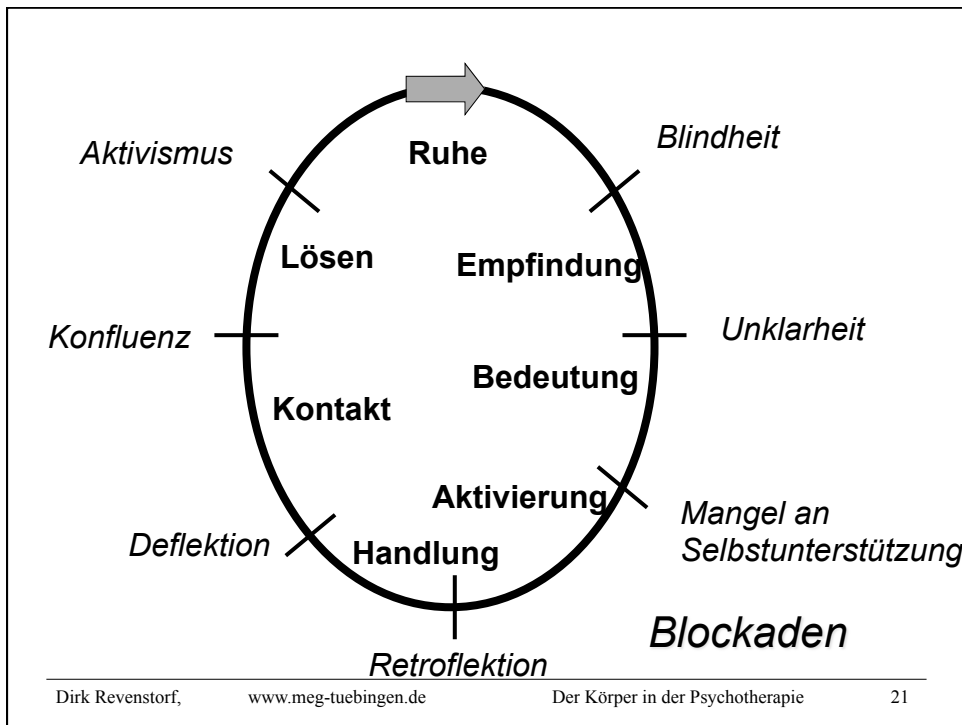 Aktivismus
Ruhe
Blindheit
Lösen
Empfindung
Konfluenz
Unklarheit
Kontakt
Bedeutung
Aktivierung
Mangel an
Selbstunterstützung
Deflektion
Handlung
Retroflektion
Blockaden
Dirk Revenstorf, www.meg-tuebingen.de Der Körper in der Psychotherapie 21